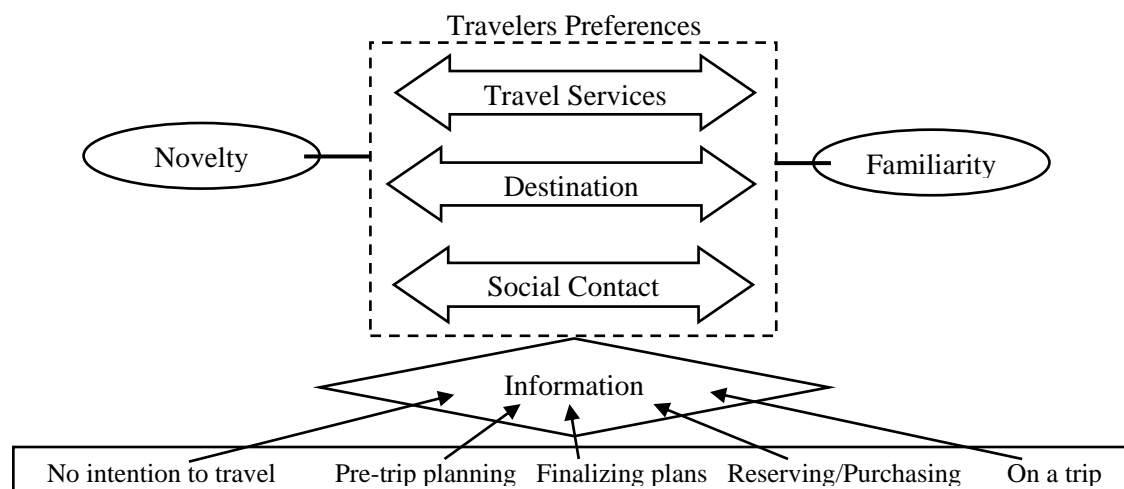 Travelers Preferences
Travel Services
Novelty
Familiarity
Destination
Social Contact
Information
No intention to travel
Pre-trip planning
Finalizing plans
Reserving/Purchasing
On a trip